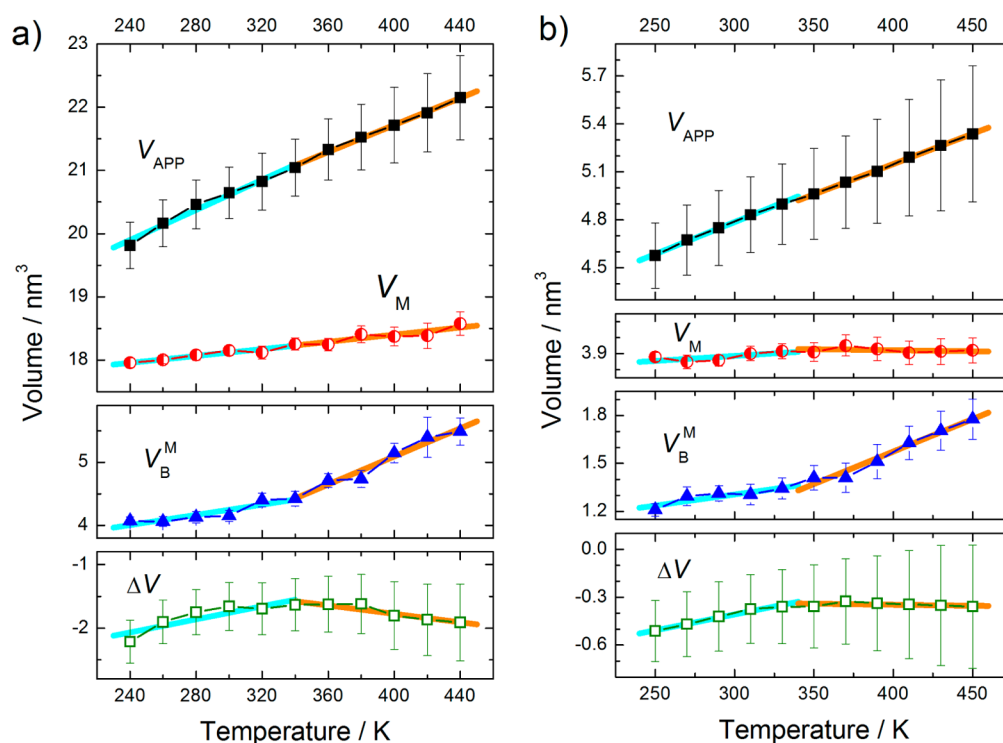 a)
240 280 320 360 400 440
23
22
21
20
19
18
5
4
-1
-2
V_APP
V_M
V_B^M
ΔV
Volume / nm³
240 280 320 360 400 440
Temperature / K
b)
250 300 350 400 450
5.7
5.4
5.1
4.8
4.5
3.9
1.8
1.5
1.2
0.0
-0.3
-0.6
V_APP
V_M
V_B^M
ΔV
Volume / nm³
250 300 350 400 450
Temperature / K